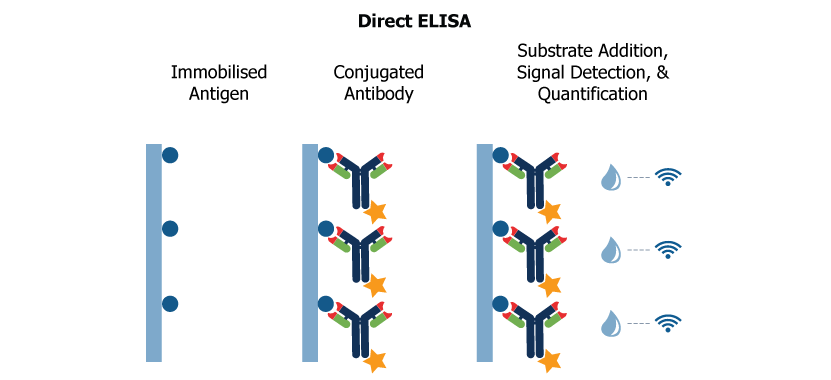 Direct ELISA
Immobilised
Antigen
Conjugated
Antibody
Substrate Addition,
Signal Detection, &
Quantification